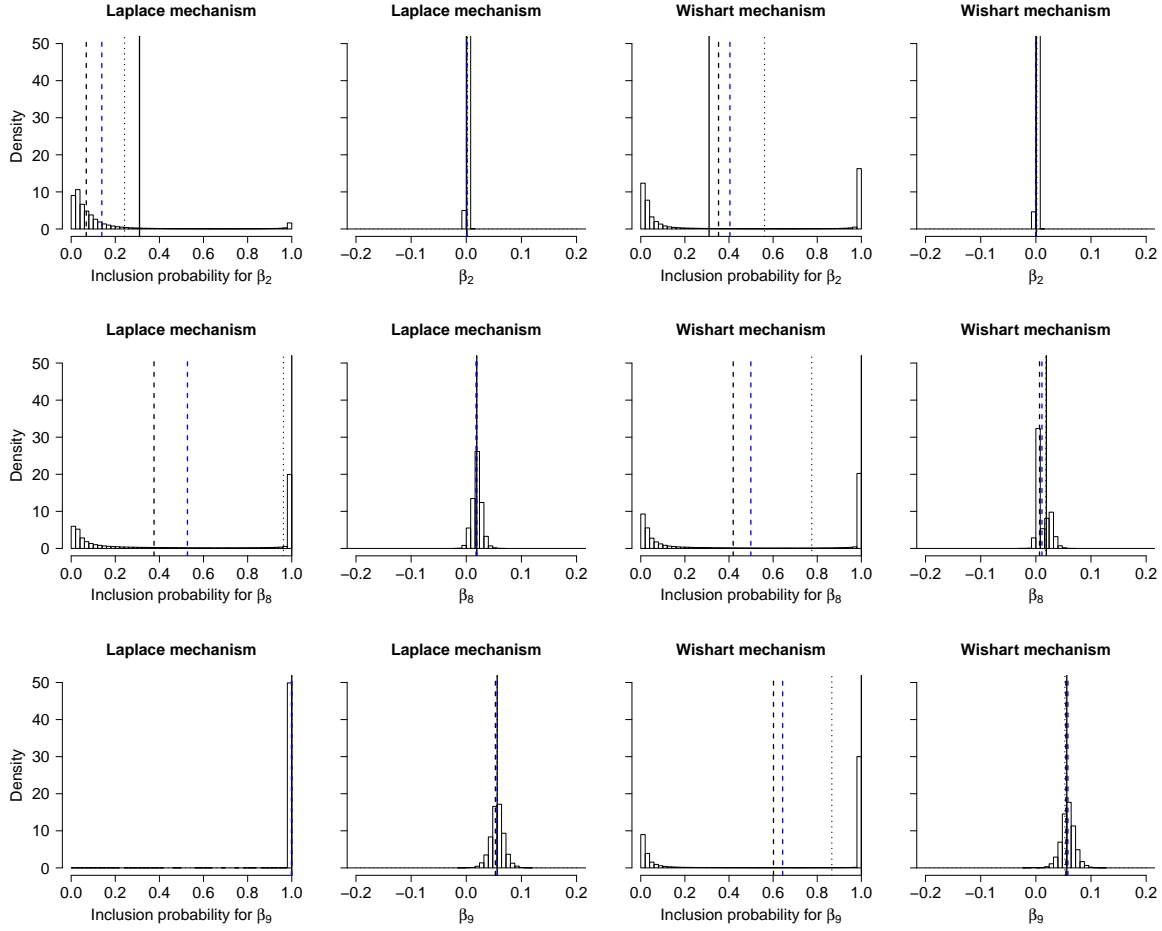 Laplace mechanism Laplace mechanism Wishart mechanism Wishart mechanism
50
40
30
20
10
0
Density
0.0 0.2 0.4 0.6 0.8 1.0 −0.2 −0.1 0.0 0.1 0.2 0.0 0.2 0.4 0.6 0.8 1.0 −0.2 −0.1 0.0 0.1 0.2
Inclusion probability for β2 β2 Inclusion probability for β2 β2
Laplace mechanism Laplace mechanism Wishart mechanism Wishart mechanism
50
40
30
20
10
0
Density
0.0 0.2 0.4 0.6 0.8 1.0 −0.2 −0.1 0.0 0.1 0.2 0.0 0.2 0.4 0.6 0.8 1.0 −0.2 −0.1 0.0 0.1 0.2
Inclusion probability for β8 β8 Inclusion probability for β8 β8
Laplace mechanism Laplace mechanism Wishart mechanism Wishart mechanism
50
40
30
20
10
0
Density
0.0 0.2 0.4 0.6 0.8 1.0 −0.2 −0.1 0.0 0.1 0.2 0.0 0.2 0.4 0.6 0.8 1.0 −0.2 −0.1 0.0 0.1 0.2
Inclusion probability for β9 β9 Inclusion probability for β9 β9